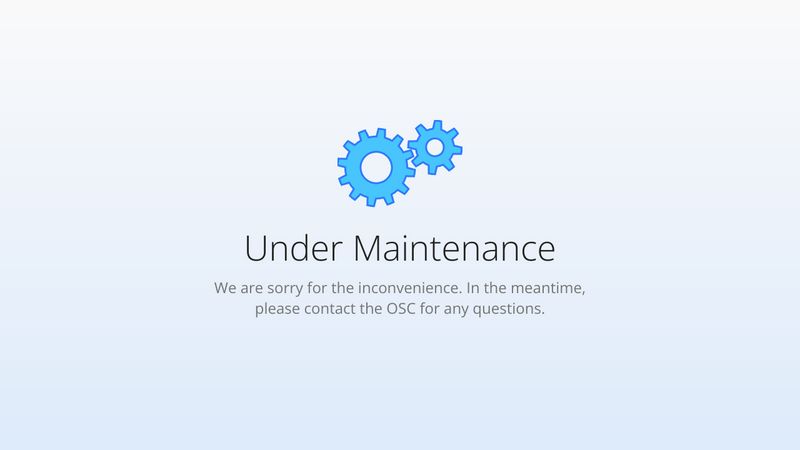 Under Maintenance
We are sorry for the inconvenience. In the meantime,
please contact the OSC for any questions.